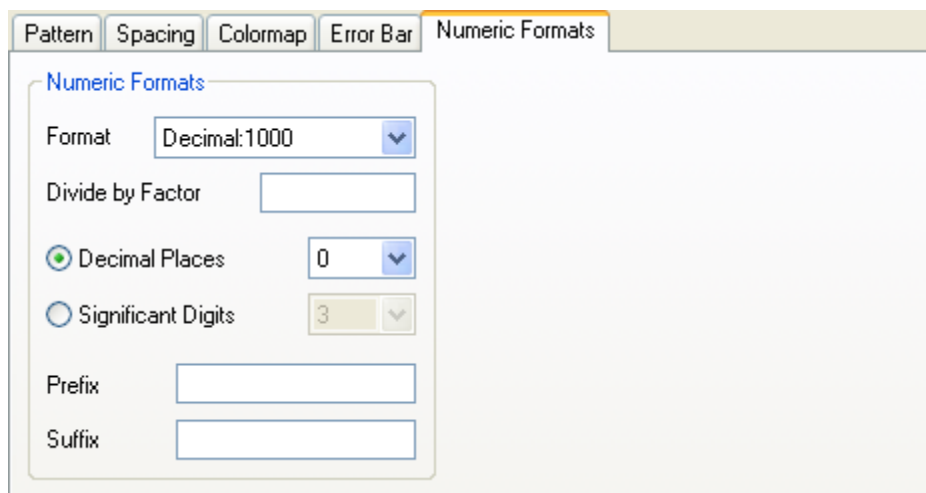 Pattern Spacing Colormap Error Bar Numeric Formats
Numeric Formats
Format Decimal:1000
Divide by Factor
Decimal Places 0
Significant Digits 3
Prefix
Suffix